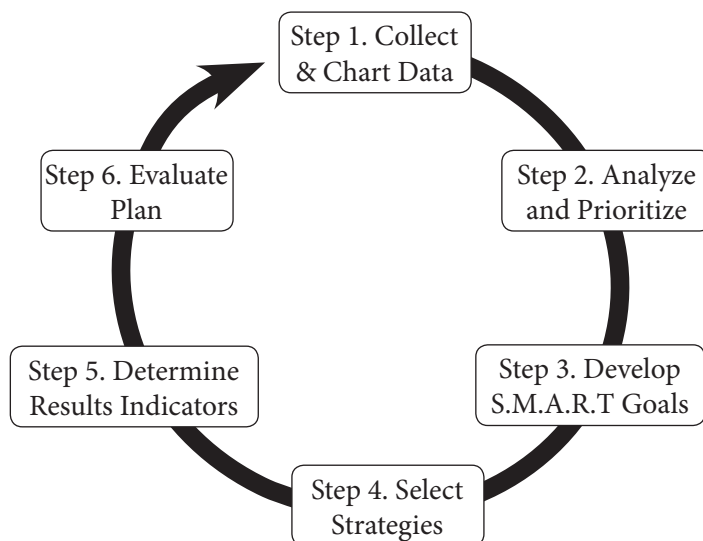 Step 1. Collect
& Chart Data
Step 2. Analyze
and Prioritize
Step 3. Develop
S.M.A.R.T Goals
Step 4. Select
Strategies
Step 5. Determine
Results Indicators
Step 6. Evaluate
Plan